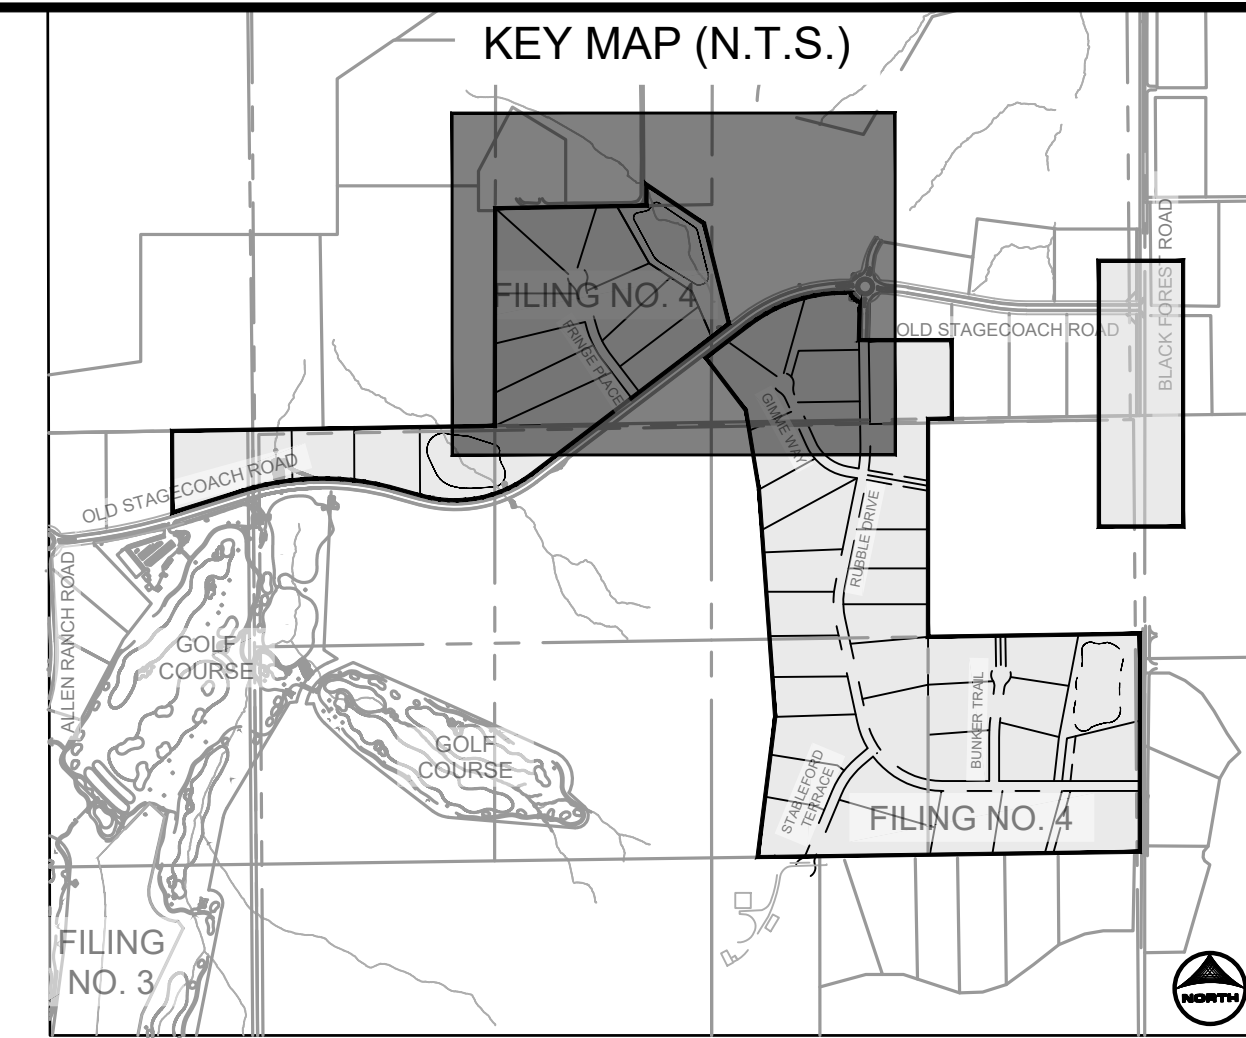 KEY MAP (N.T.S.)
BLACK FOREST ROAD
FILING NO. 4
OLD STAGECOACH ROAD
FRINGE PLACE
GIMME WAY
OLD STAGECOACH ROAD
RUBBLE DRIVE
ALLEN RANCH ROAD
GOLF
COURSE
BUNKER TRAIL
GOLF
COURSE
STABLEFORD
TERRACE
FILING NO. 4
FILING
NO. 3
NORTH